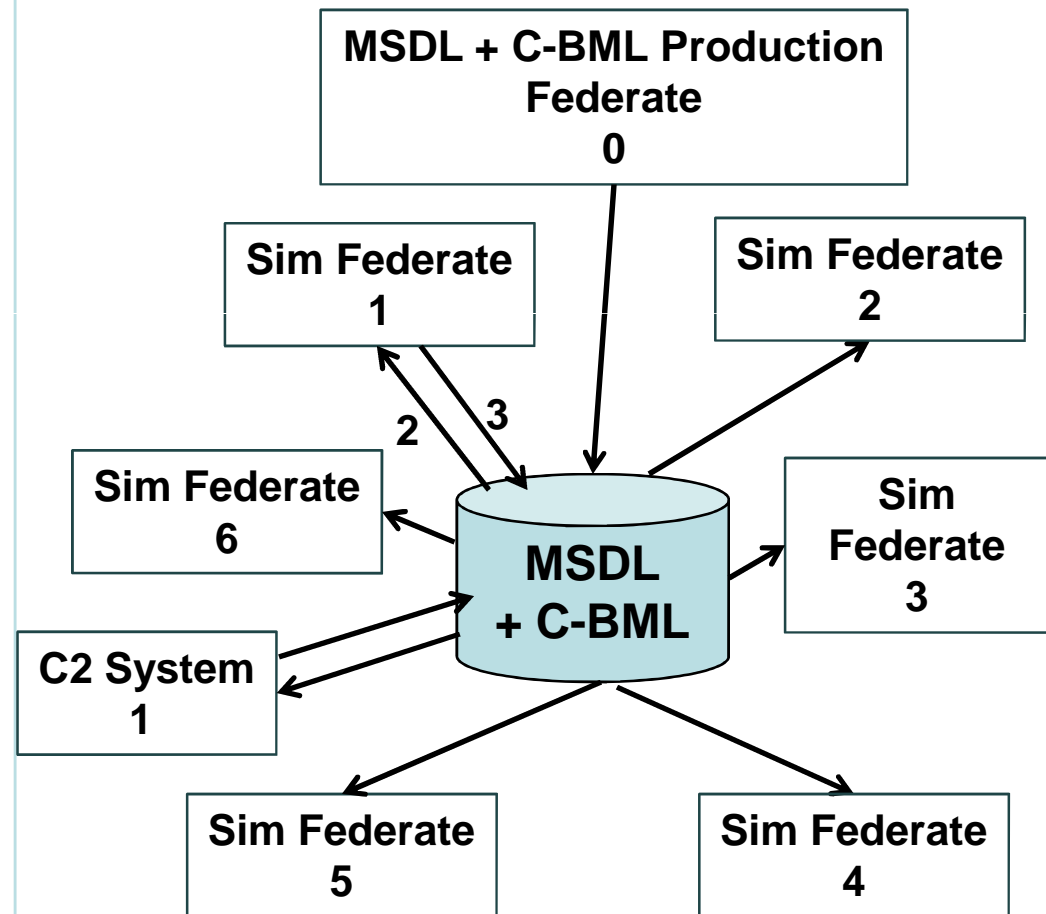 MSDL + C-BML Production
Federate
0
Sim Federate
1
Sim Federate
2
2
3
Sim Federate
6
Sim
Federate
3
MSDL
+ C-BML
C2 System
1
Sim Federate
5
Sim Federate
4